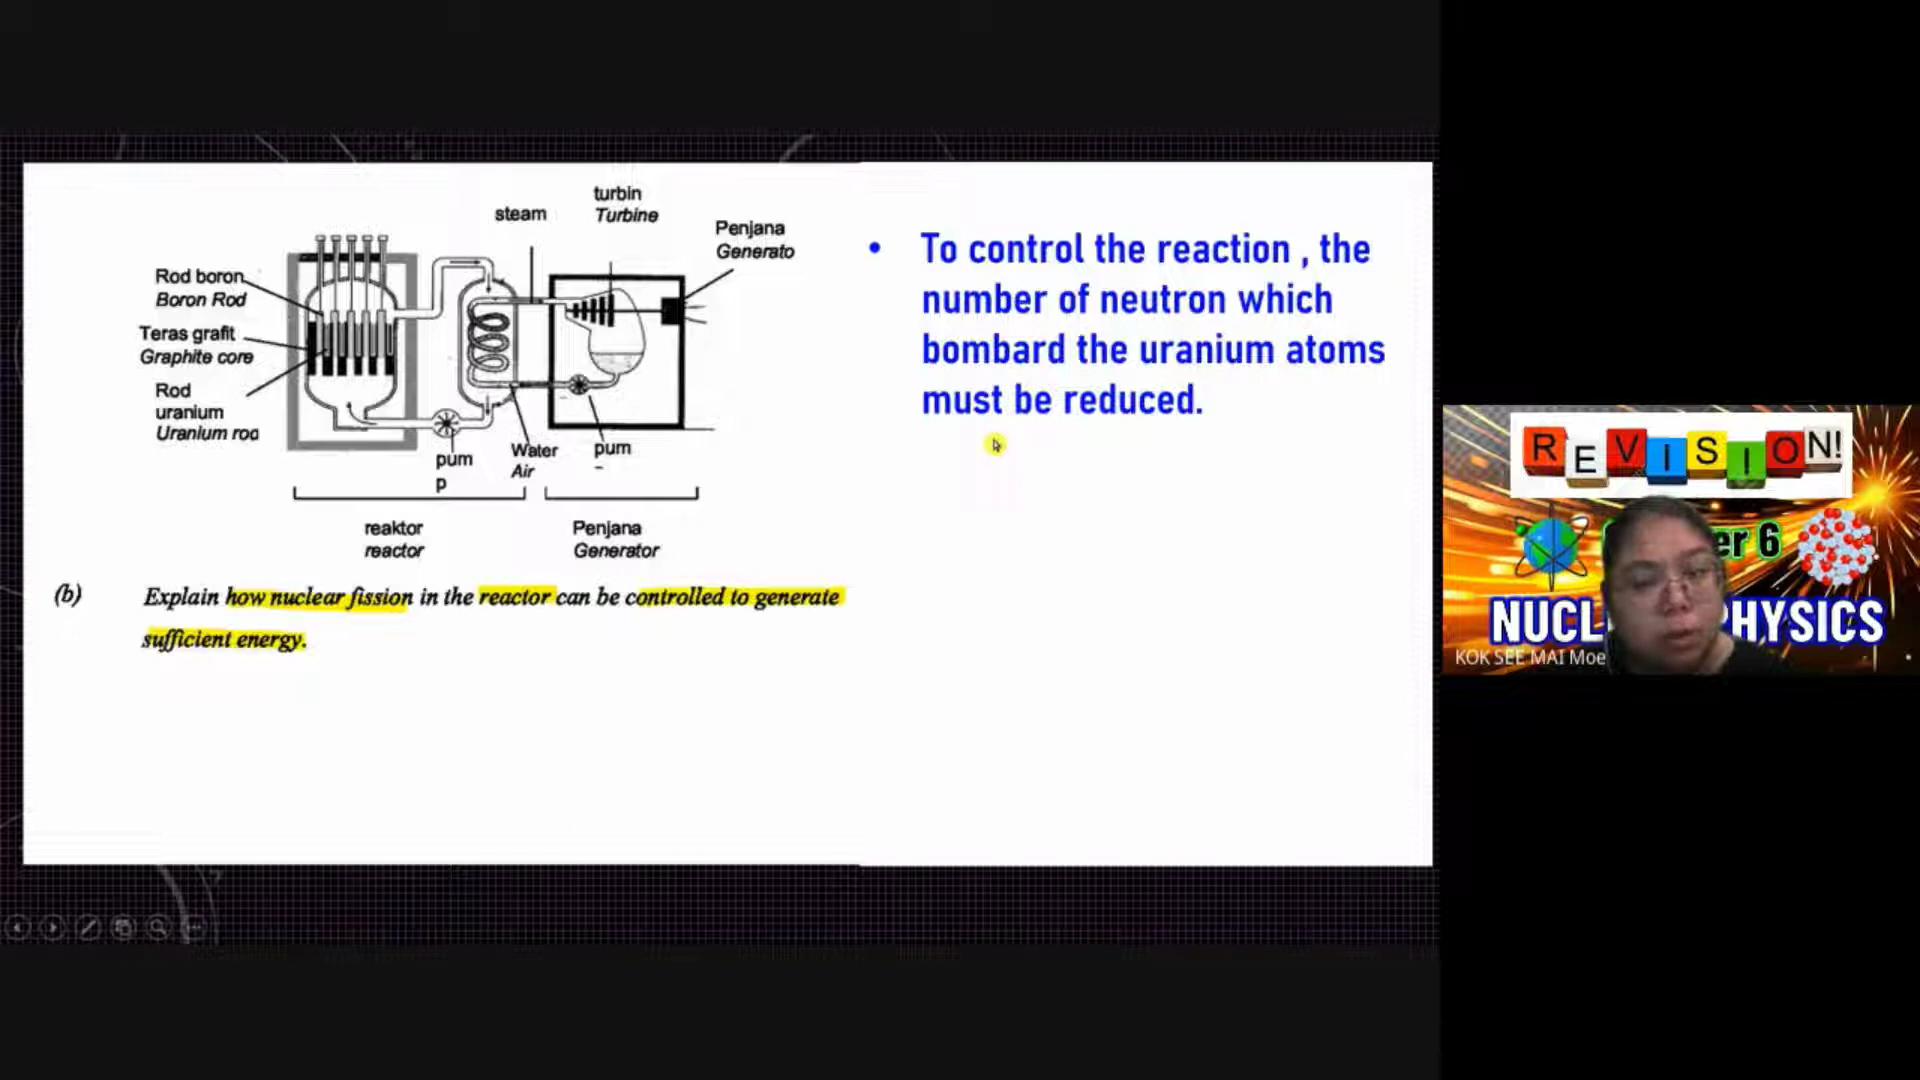 turbin
Turbine
steam
Penjana
Generato
Rod boron
Boron Rod
Teras grafit
Graphite core
Rod
uranium
Uranium rod
pum
p
Water
Air
pum
reaktor
reactor
Penjana
Generator
(b) Explain how nuclear fission in the reactor can be controlled to generate
sufficient energy.
• To control the reaction , the
number of neutron which
bombard the uranium atoms
must be reduced.
REVISION!
er 6
NUCL HYSICS
KOK SEE MAI Moe